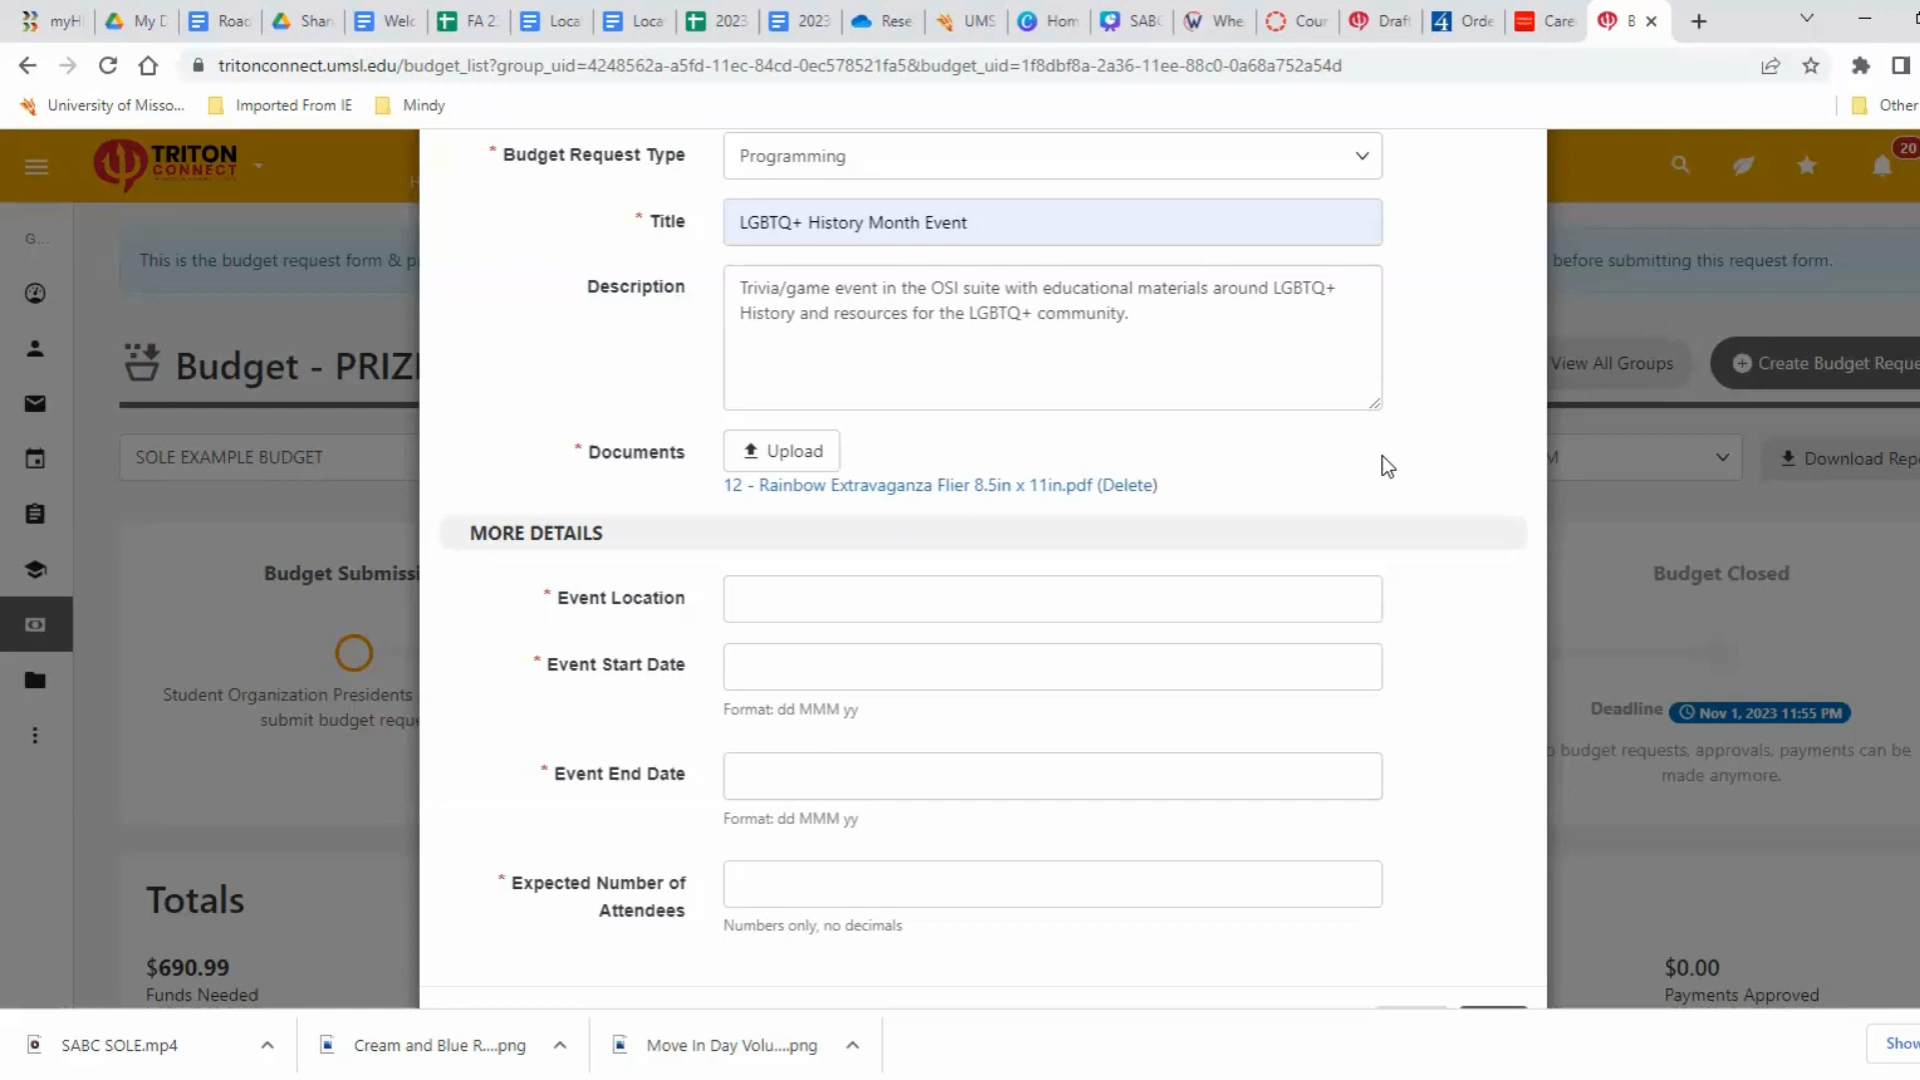 myH
My D
Road
Shar
Welc
FA 2
Loca
Loca
2023
2023
Rese
UMS
Hom
SABC
Whe
Cour
Draft
Orde
Care
B
tritonconnect.umsl.edu/budget_list?group_uid=4248562a-a5fd-11ec-84cd-0ec578521fa5&budget_uid=1f8dbf8a-2a36-11ee-88c0-0a68a752a54d
University of Misso...
Imported From IE
Mindy
Other
TRITON
CONNECT
20
* Budget Request Type
Programming
* Title
LGBTQ+ History Month Event
G...
This is the budget request form & p
before submitting this request form.
Description
Trivia/game event in the OSI suite with educational materials around LGBTQ+
History and resources for the LGBTQ+ community.
Budget - PRIZ
View All Groups
Create Budget Reque
* Documents
Upload
12 - Rainbow Extravaganza Flier 8.5in x 11in.pdf (Delete)
SOLE EXAMPLE BUDGET
M
Download Repo
MORE DETAILS
Budget Submissi
Budget Closed
* Event Location
* Event Start Date
Format: dd MMM yy
Student Organization Presidents
submit budget reque
Deadline
Nov 1, 2023 11:55 PM
budget requests, approvals, payments can be
made anymore.
* Event End Date
Format: dd MMM yy
* Expected Number of
Attendees
Numbers only, no decimals
Totals
$690.99
Funds Needed
$0.00
Payments Approved
SABC SOLE.mp4
Cream and Blue R....png
Move In Day Volu....png
Show